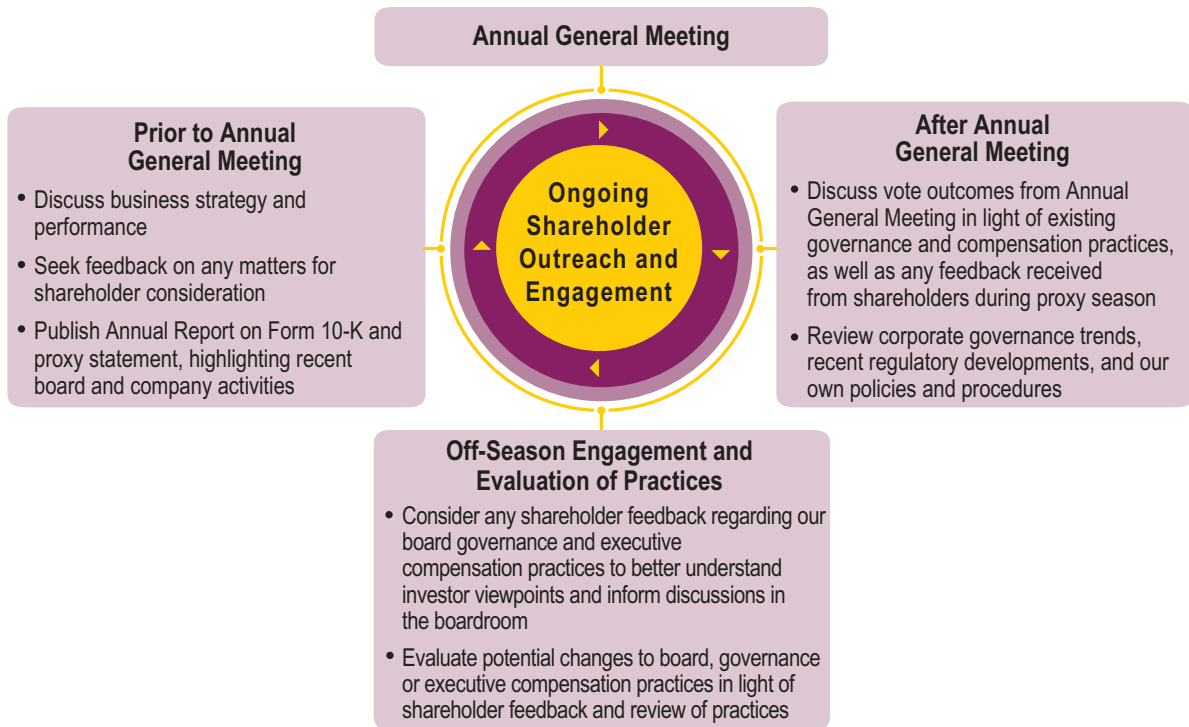 Annual General Meeting
Prior to Annual
General Meeting
• Discuss business strategy and
performance
• Seek feedback on any matters for
shareholder consideration
• Publish Annual Report on Form 10-K and
proxy statement, highlighting recent
board and company activities
Ongoing
Shareholder
Outreach and
Engagement
After Annual
General Meeting
• Discuss vote outcomes from Annual
General Meeting in light of existing
governance and compensation practices,
as well as any feedback received
from shareholders during proxy season
• Review corporate governance trends,
recent regulatory developments, and our
own policies and procedures
Off-Season Engagement and
Evaluation of Practices
• Consider any shareholder feedback regarding our
board governance and executive
compensation practices to better understand
investor viewpoints and inform discussions in
the boardroom
• Evaluate potential changes to board, governance
or executive compensation practices in light of
shareholder feedback and review of practices